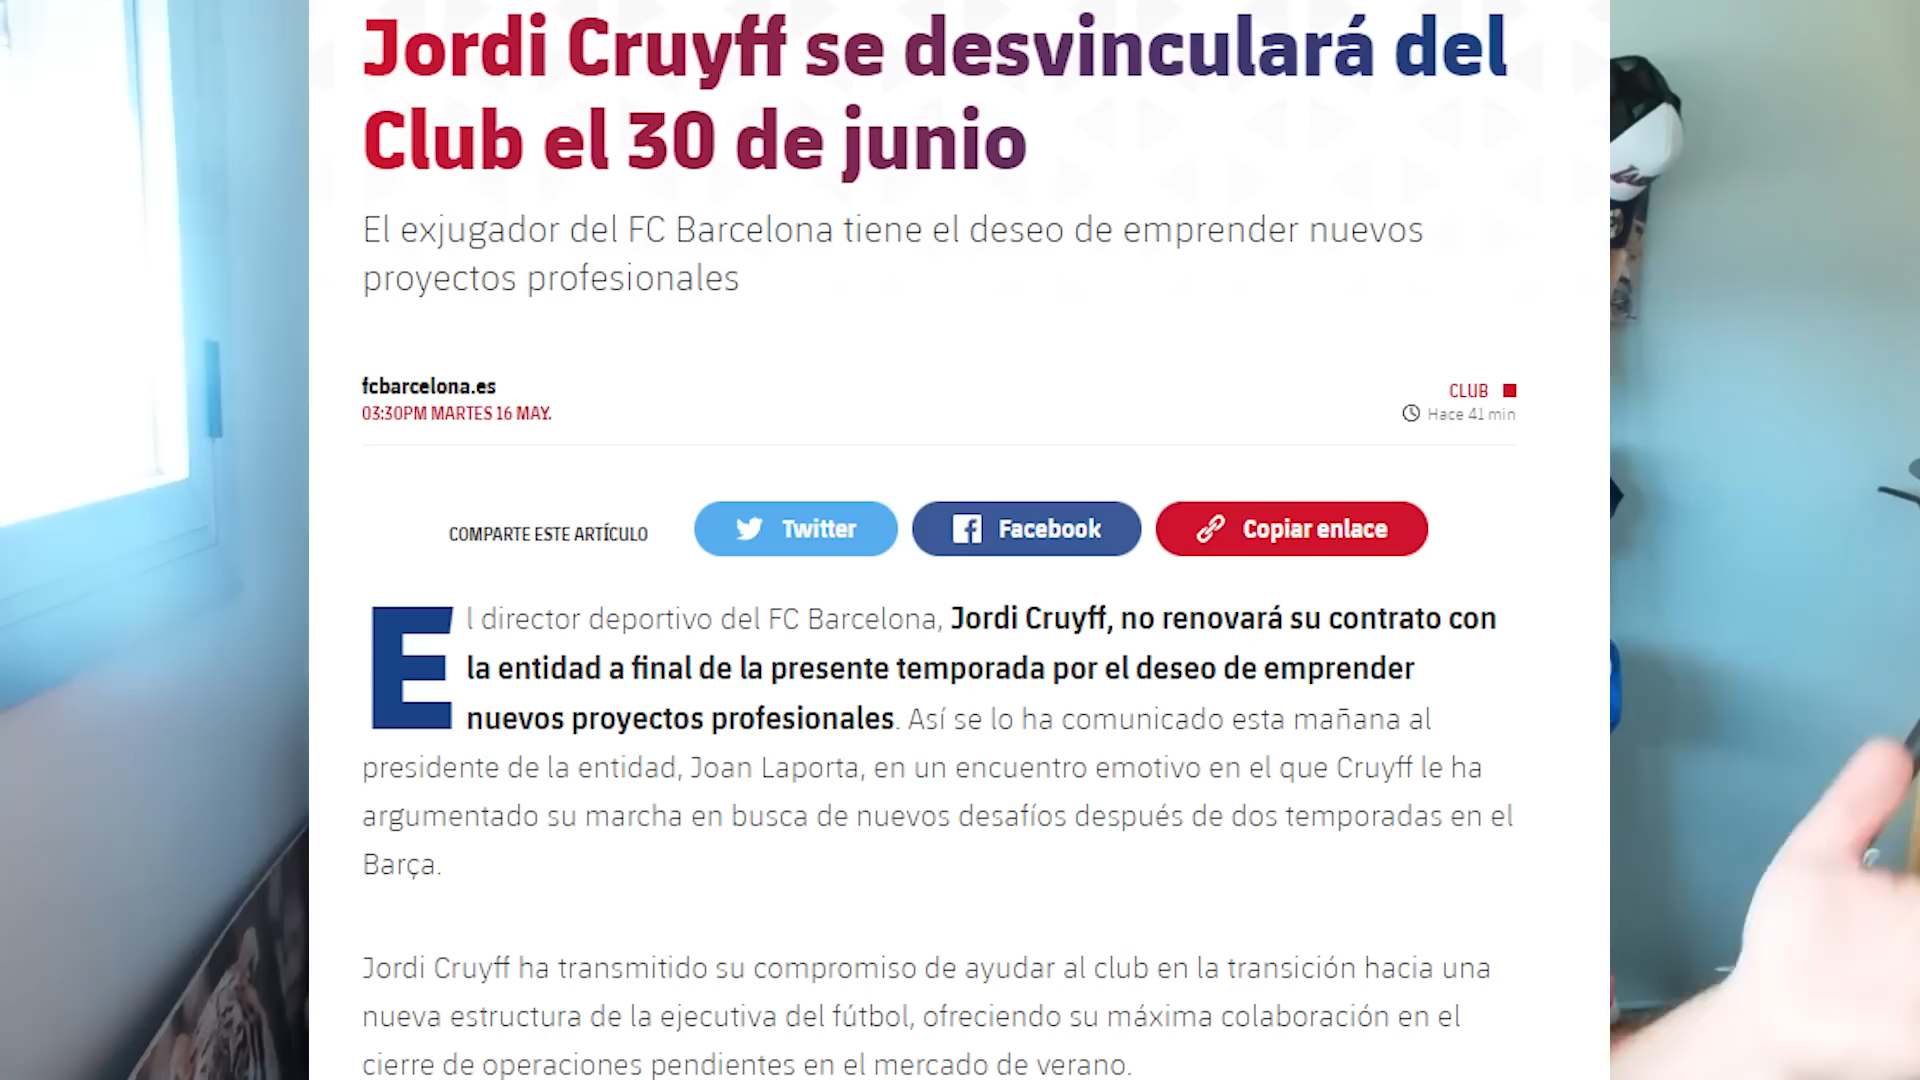 Jordi Cruyff se desvinculará del
Club el 30 de junio
El exjugador del FC Barcelona tiene el deseo de emprender nuevos
proyectos profesionales
fcbarcelona.es
03:30PM MARTES 16 MAY.
CLUB
Hace 41 min
COMPARTE ESTE ARTÍCULO
Twitter
Facebook
Copiar enlace
El director deportivo del FC Barcelona, Jordi Cruyff, no renovará su contrato con
la entidad a final de la presente temporada por el deseo de emprender
nuevos proyectos profesionales. Así se lo ha comunicado esta mañana al
presidente de la entidad, Joan Laporta, en un encuentro emotivo en el que Cruyff le ha
argumentado su marcha en busca de nuevos desafíos después de dos temporadas en el
Barça.
Jordi Cruyff ha transmitido su compromiso de ayudar al club en la transición hacia una
nueva estructura de la ejecutiva del fútbol, ofreciendo su máxima colaboración en el
cierre de operaciones pendientes en el mercado de verano.